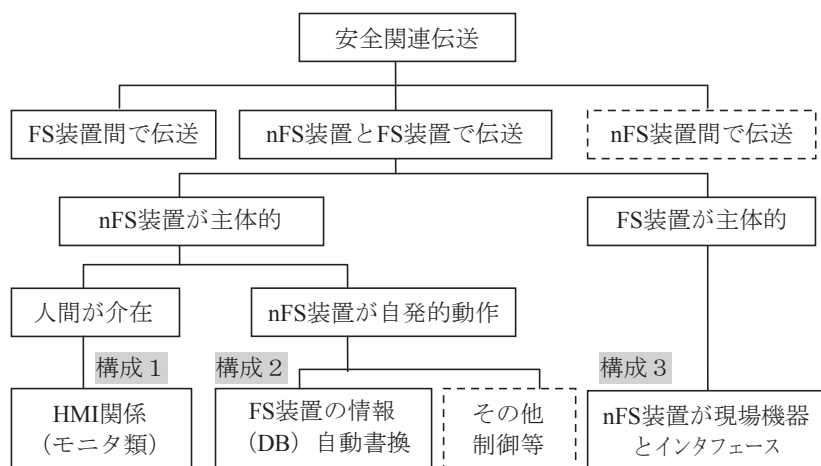 安全関連伝送
FS装置間で伝送
nFS装置とFS装置で伝送
nFS装置間で伝送
nFS装置が主体的
FS装置が主体的
人間が介在
nFS装置が自発的動作
構成１
構成２
構成３
HMI関係
（モニタ類）
FS装置の情報
（DB）自動書換
その他
制御等
nFS装置が現場機器
とインタフェース